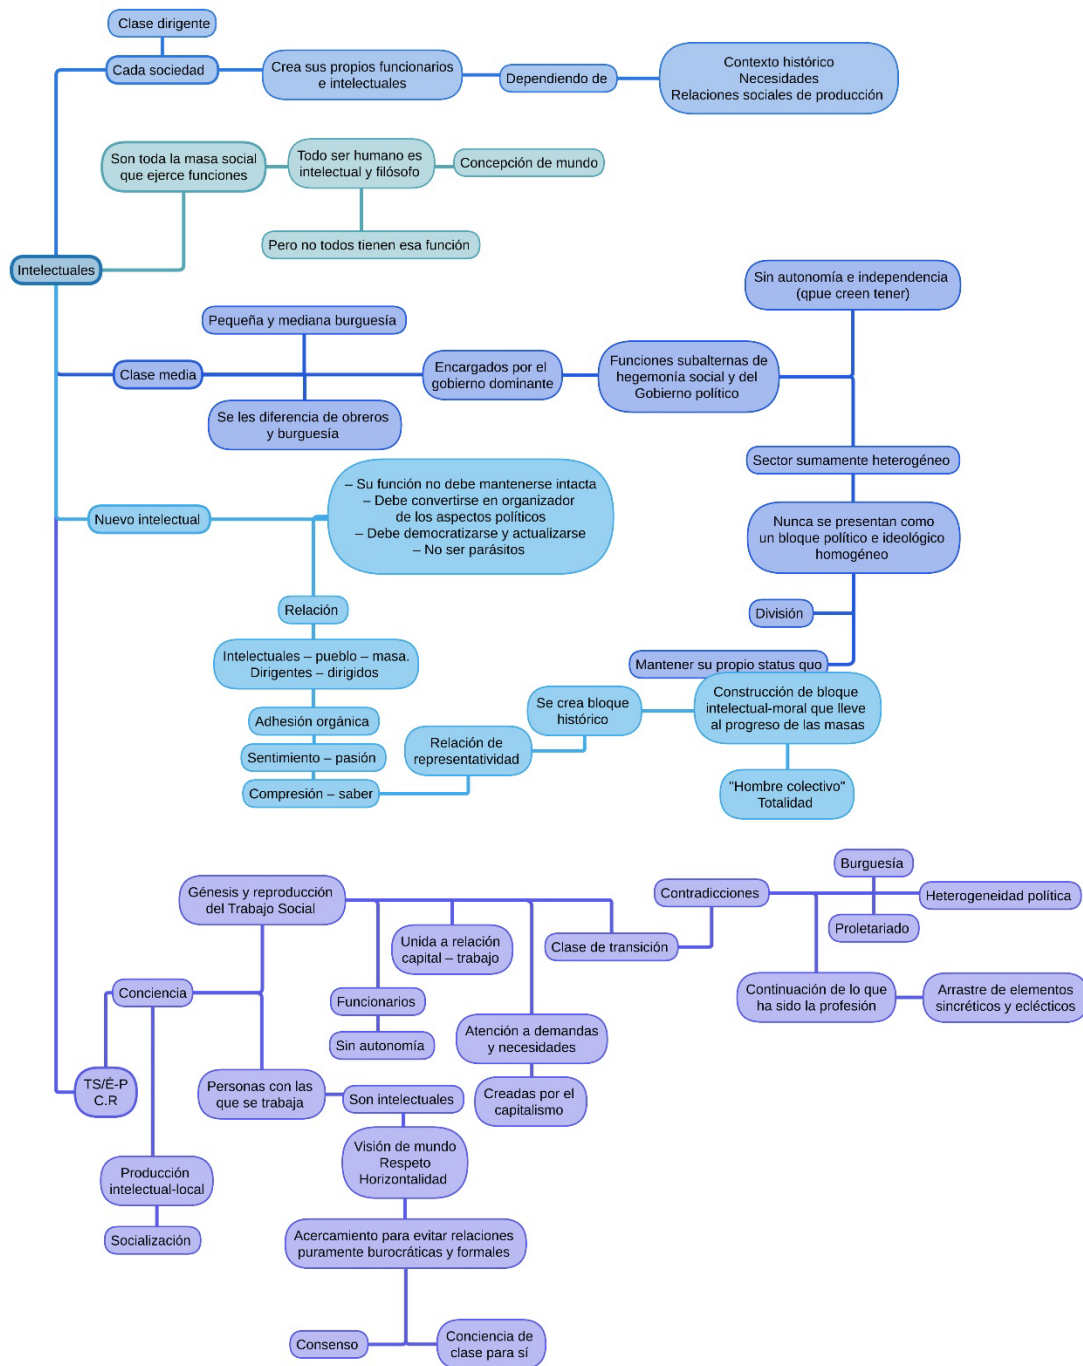 Clase dirigente
Cada sociedad
Crea sus propios funcionarios
e intelectuales
Dependiendo de
Contexto histórico
Necesidades
Relaciones sociales de producción
Son toda la masa social
que ejerce funciones
Todo ser humano es
intelectual y filósofo
Concepción de mundo
Pero no todos tienen esa función
Intelectuales
Sin autonomía e independencia
(qpue creen tener)
Pequeña y mediana burguesía
Clase media
Encargados por el
gobierno dominante
Funciones subalternas de
hegemonía social y del
Gobierno político
Se les diferencia de obreros
y burguesía
Sector sumamente heterogéneo
Nunca se presentan como
un bloque político e ideológico
homogéneo
División
Mantener su propio status quo
Nuevo intelectual
– Su función no debe mantenerse intacta
– Debe convertirse en organizador
de los aspectos políticos
– Debe democratizarse y actualizarse
– No ser parásitos
Relación
Intelectuales – pueblo – masa.
Dirigentes – dirigidos
Adhesión orgánica
Sentimiento – pasión
Compresión – saber
Relación de
representatividad
Se crea bloque
histórico
Construcción de bloque
intelectual-moral que lleve
al progreso de las masas
"Hombre colectivo"
Totalidad
Génesis y reproducción
del Trabajo Social
Unida a relación
capital – trabajo
Clase de transición
Contradicciones
Burguesía
Heterogeneidad política
Proletariado
Continuación de lo que
ha sido la profesión
Arrastre de elementos
sincréticos y eclécticos
Conciencia
Funcionarios
Sin autonomía
Atención a demandas
y necesidades
Creadas por el
capitalismo
TS/É-P
C.R
Personas con las
que se trabaja
Son intelectuales
Visión de mundo
Respeto
Horizontalidad
Producción
intelectual-local
Socialización
Acercamiento para evitar relaciones
puramente burocráticas y formales
Consenso
Conciencia de
clase para sí